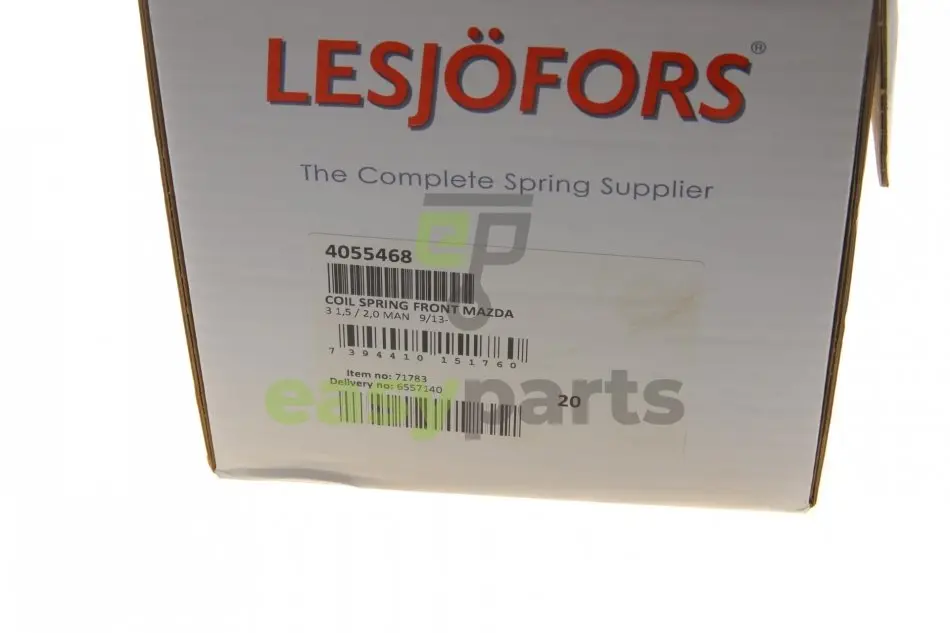 LESJÖFORS®
The Complete Spring Supplier
4055468
COIL SPRING FRONT MAZDA
3 1,5 / 2,0 MAN 9/13-
7 394410 151760
Item no: 71783
Delivery no: 6557140
20
ep
easyparts